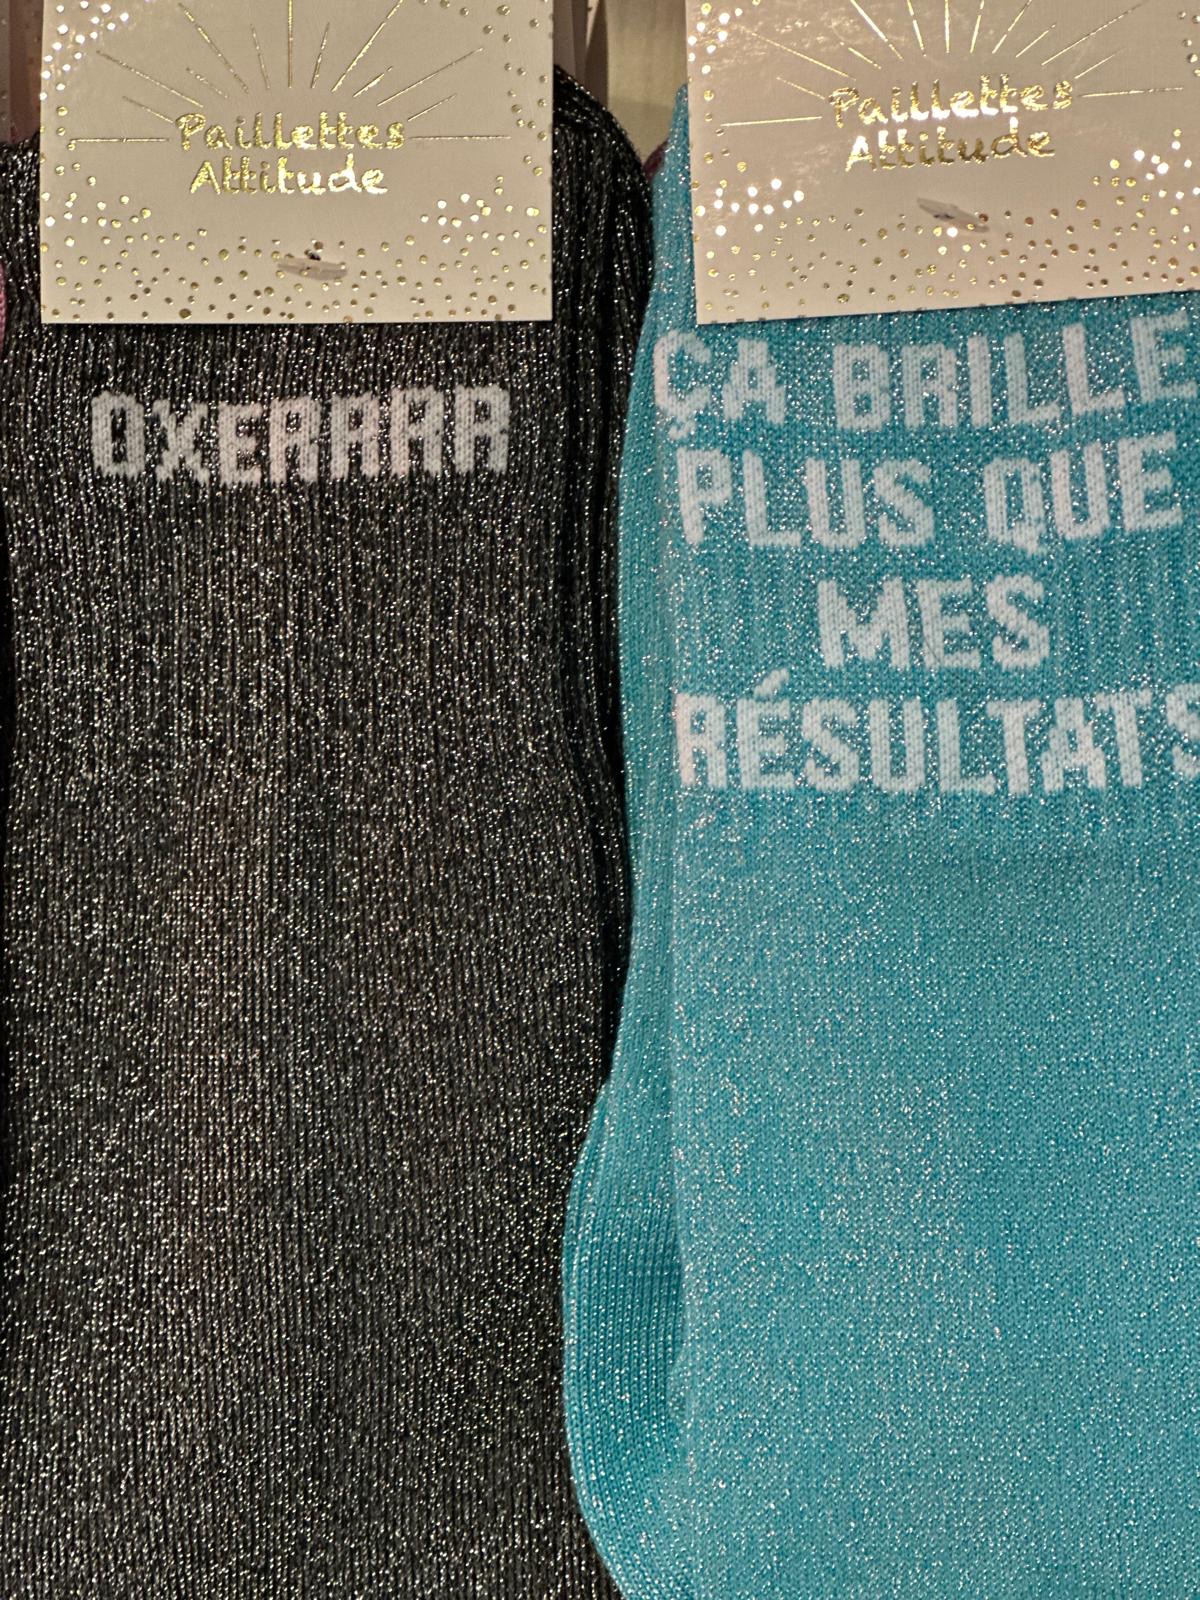 Paillettes
Attitude
OXERRRR
Paillettes
Attitude
ÇA BRILLE
PLUS QUE
MES
RÉSULTATS